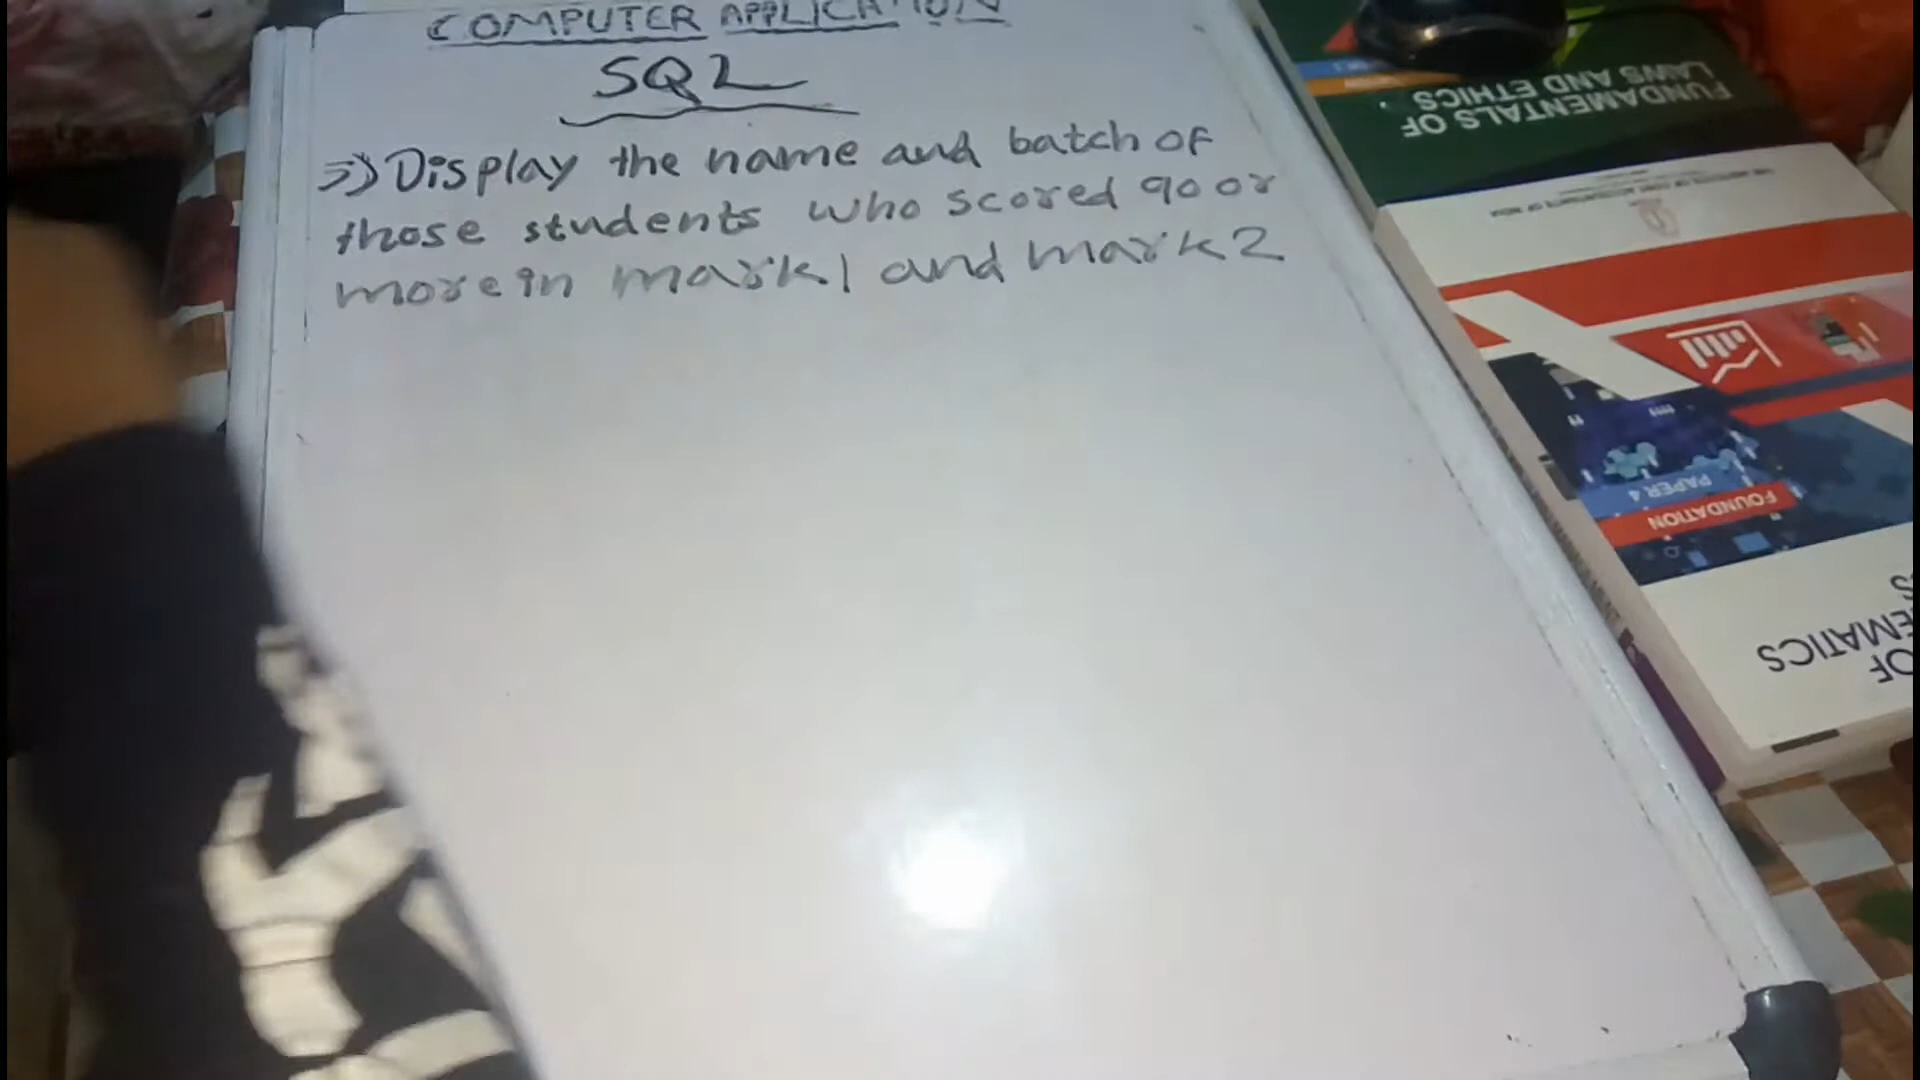 COMPUTER APPLICATION
SQL
⇒) Display the name and batch of
those students who scored 90 or
more in mark1 and mark2
FUNDAMENTALS OF
LAWS AND ETHICS
PAPER 4
FOUNDATION
OF
EMATICS